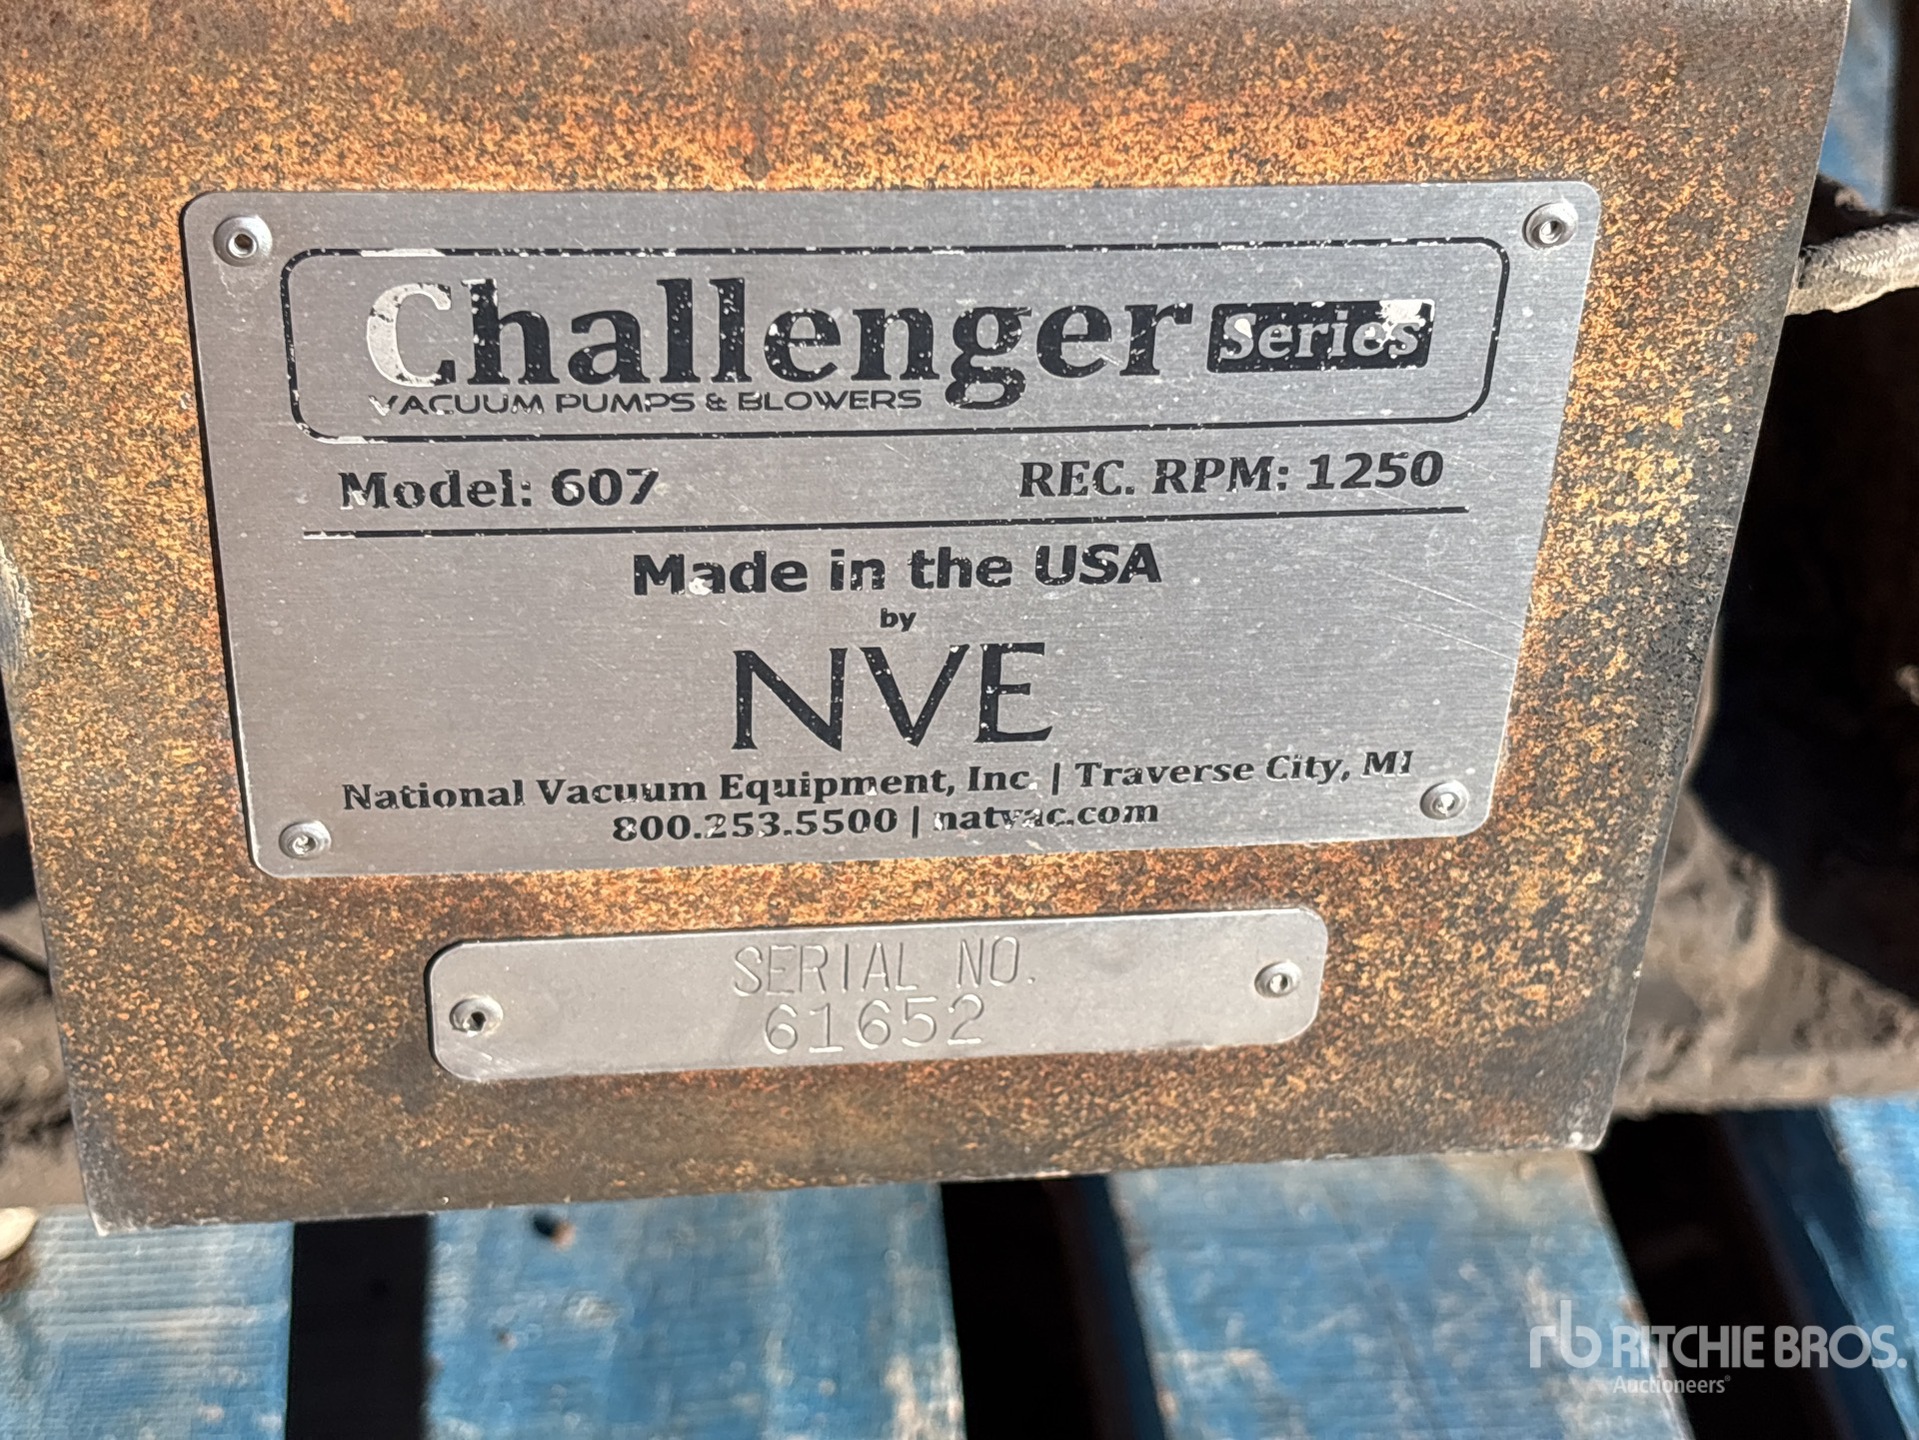 Challenger Series
VACUUM PUMPS & BLOWERS
Model: 607 REC. RPM: 1250
Made in the USA
by
NVE
National Vacuum Equipment, Inc. | Traverse City, MI
800.253.5500 | natvac.com
SERIAL NO.
61652
rb RITCHIE BROS.
Auctioneers®